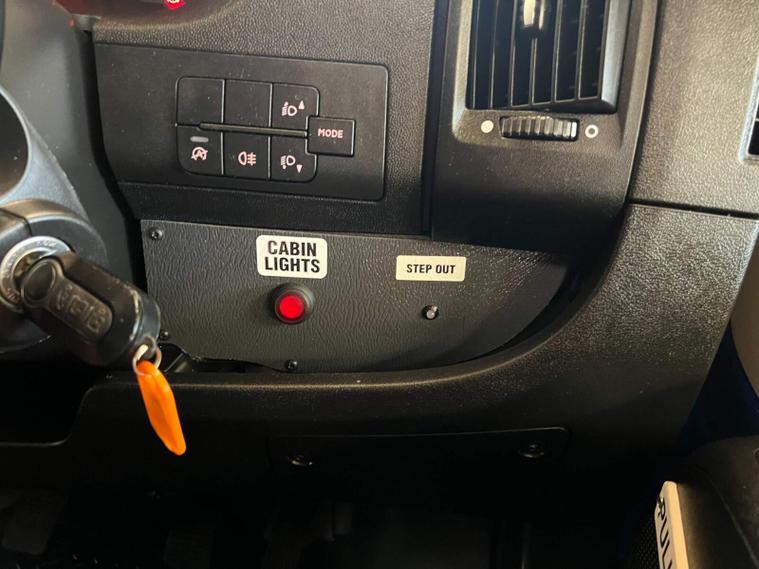 MODE
CABIN
LIGHTS
STEP OUT